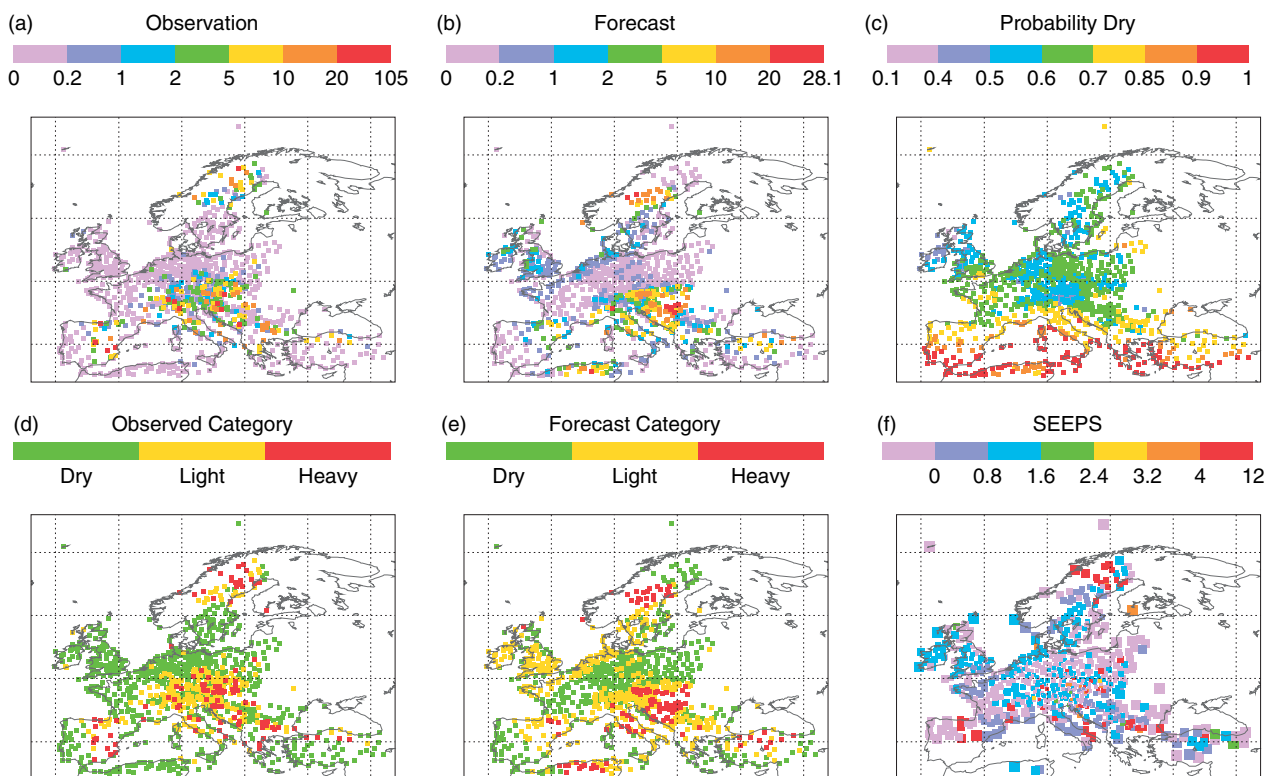 (a) Observation
0 0.2 1 2 5 10 20 105
(b) Forecast
0 0.2 1 2 5 10 20 28.1
(c) Probability Dry
0.1 0.4 0.5 0.6 0.7 0.85 0.9 1
(d) Observed Category
Dry Light Heavy
(e) Forecast Category
Dry Light Heavy
(f) SEEPS
0 0.8 1.6 2.4 3.2 4 12